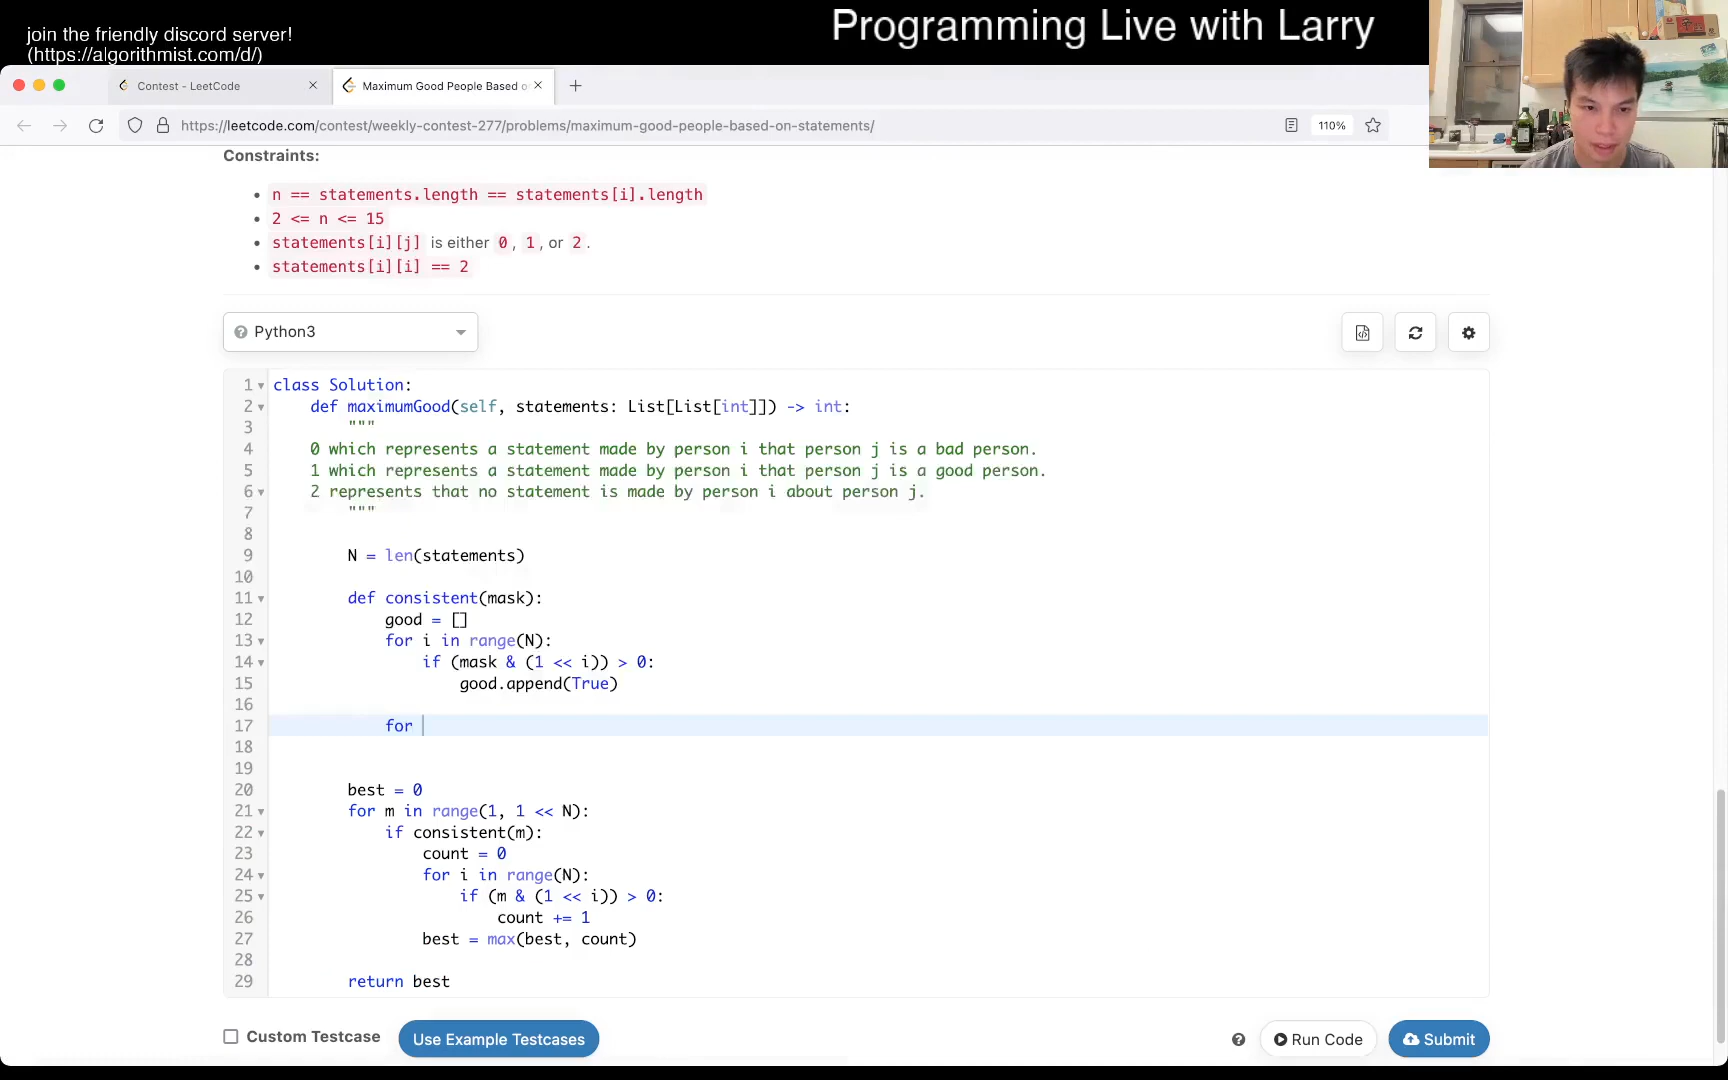 join the friendly discord server!
(https://algorithmist.com/d/)
Programming Live with Larry
Contest - LeetCode
Maximum Good People Based o
https://leetcode.com/contest/weekly-contest-277/problems/maximum-good-people-based-on-statements/
110%
Constraints:
n == statements.length == statements[i].length
2 <= n <= 15
statements[i][j] is either 0, 1, or 2.
statements[i][i] == 2
Python3
1 class Solution:
2 def maximumGood(self, statements: List[List[int]]) -> int:
3 """
4 0 which represents a statement made by person i that person j is a bad person.
5 1 which represents a statement made by person i that person j is a good person.
6 2 represents that no statement is made by person i about person j.
7 """
8
9 N = len(statements)
10
11 def consistent(mask):
12 good = []
13 for i in range(N):
14 if (mask & (1 << i)) > 0:
15 good.append(True)
16
17 for
18
19
20 best = 0
21 for m in range(1, 1 << N):
22 if consistent(m):
23 count = 0
24 for i in range(N):
25 if (m & (1 << i)) > 0:
26 count += 1
27 best = max(best, count)
28
29 return best
Custom Testcase
Use Example Testcases
Run Code
Submit